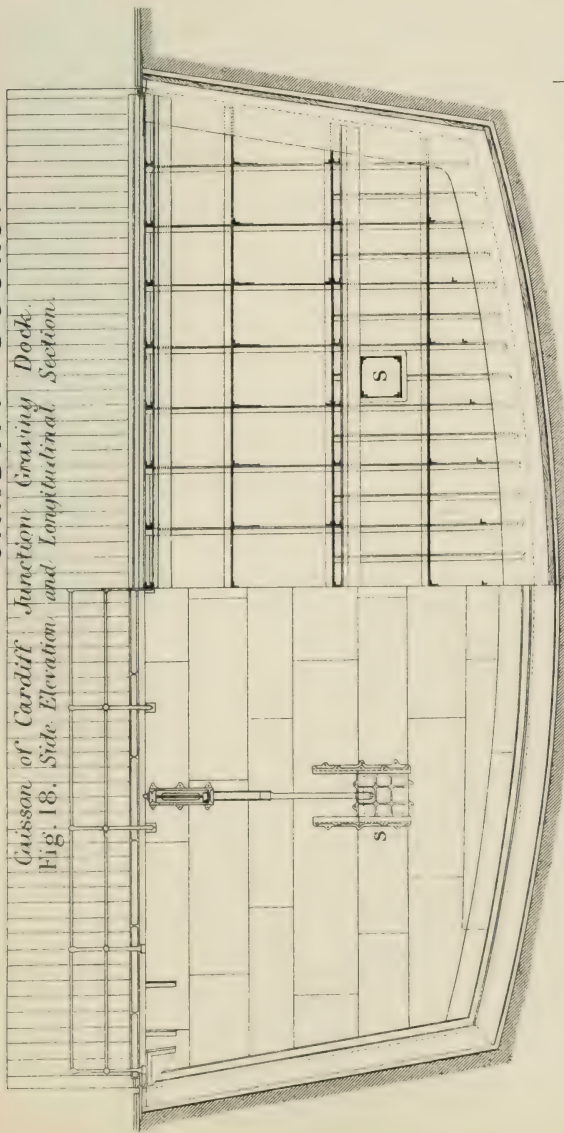 Caisson of Cardiff Junction Graving Dock.
Fig. 18. Side Elevation and Longitudinal Section.
S
S